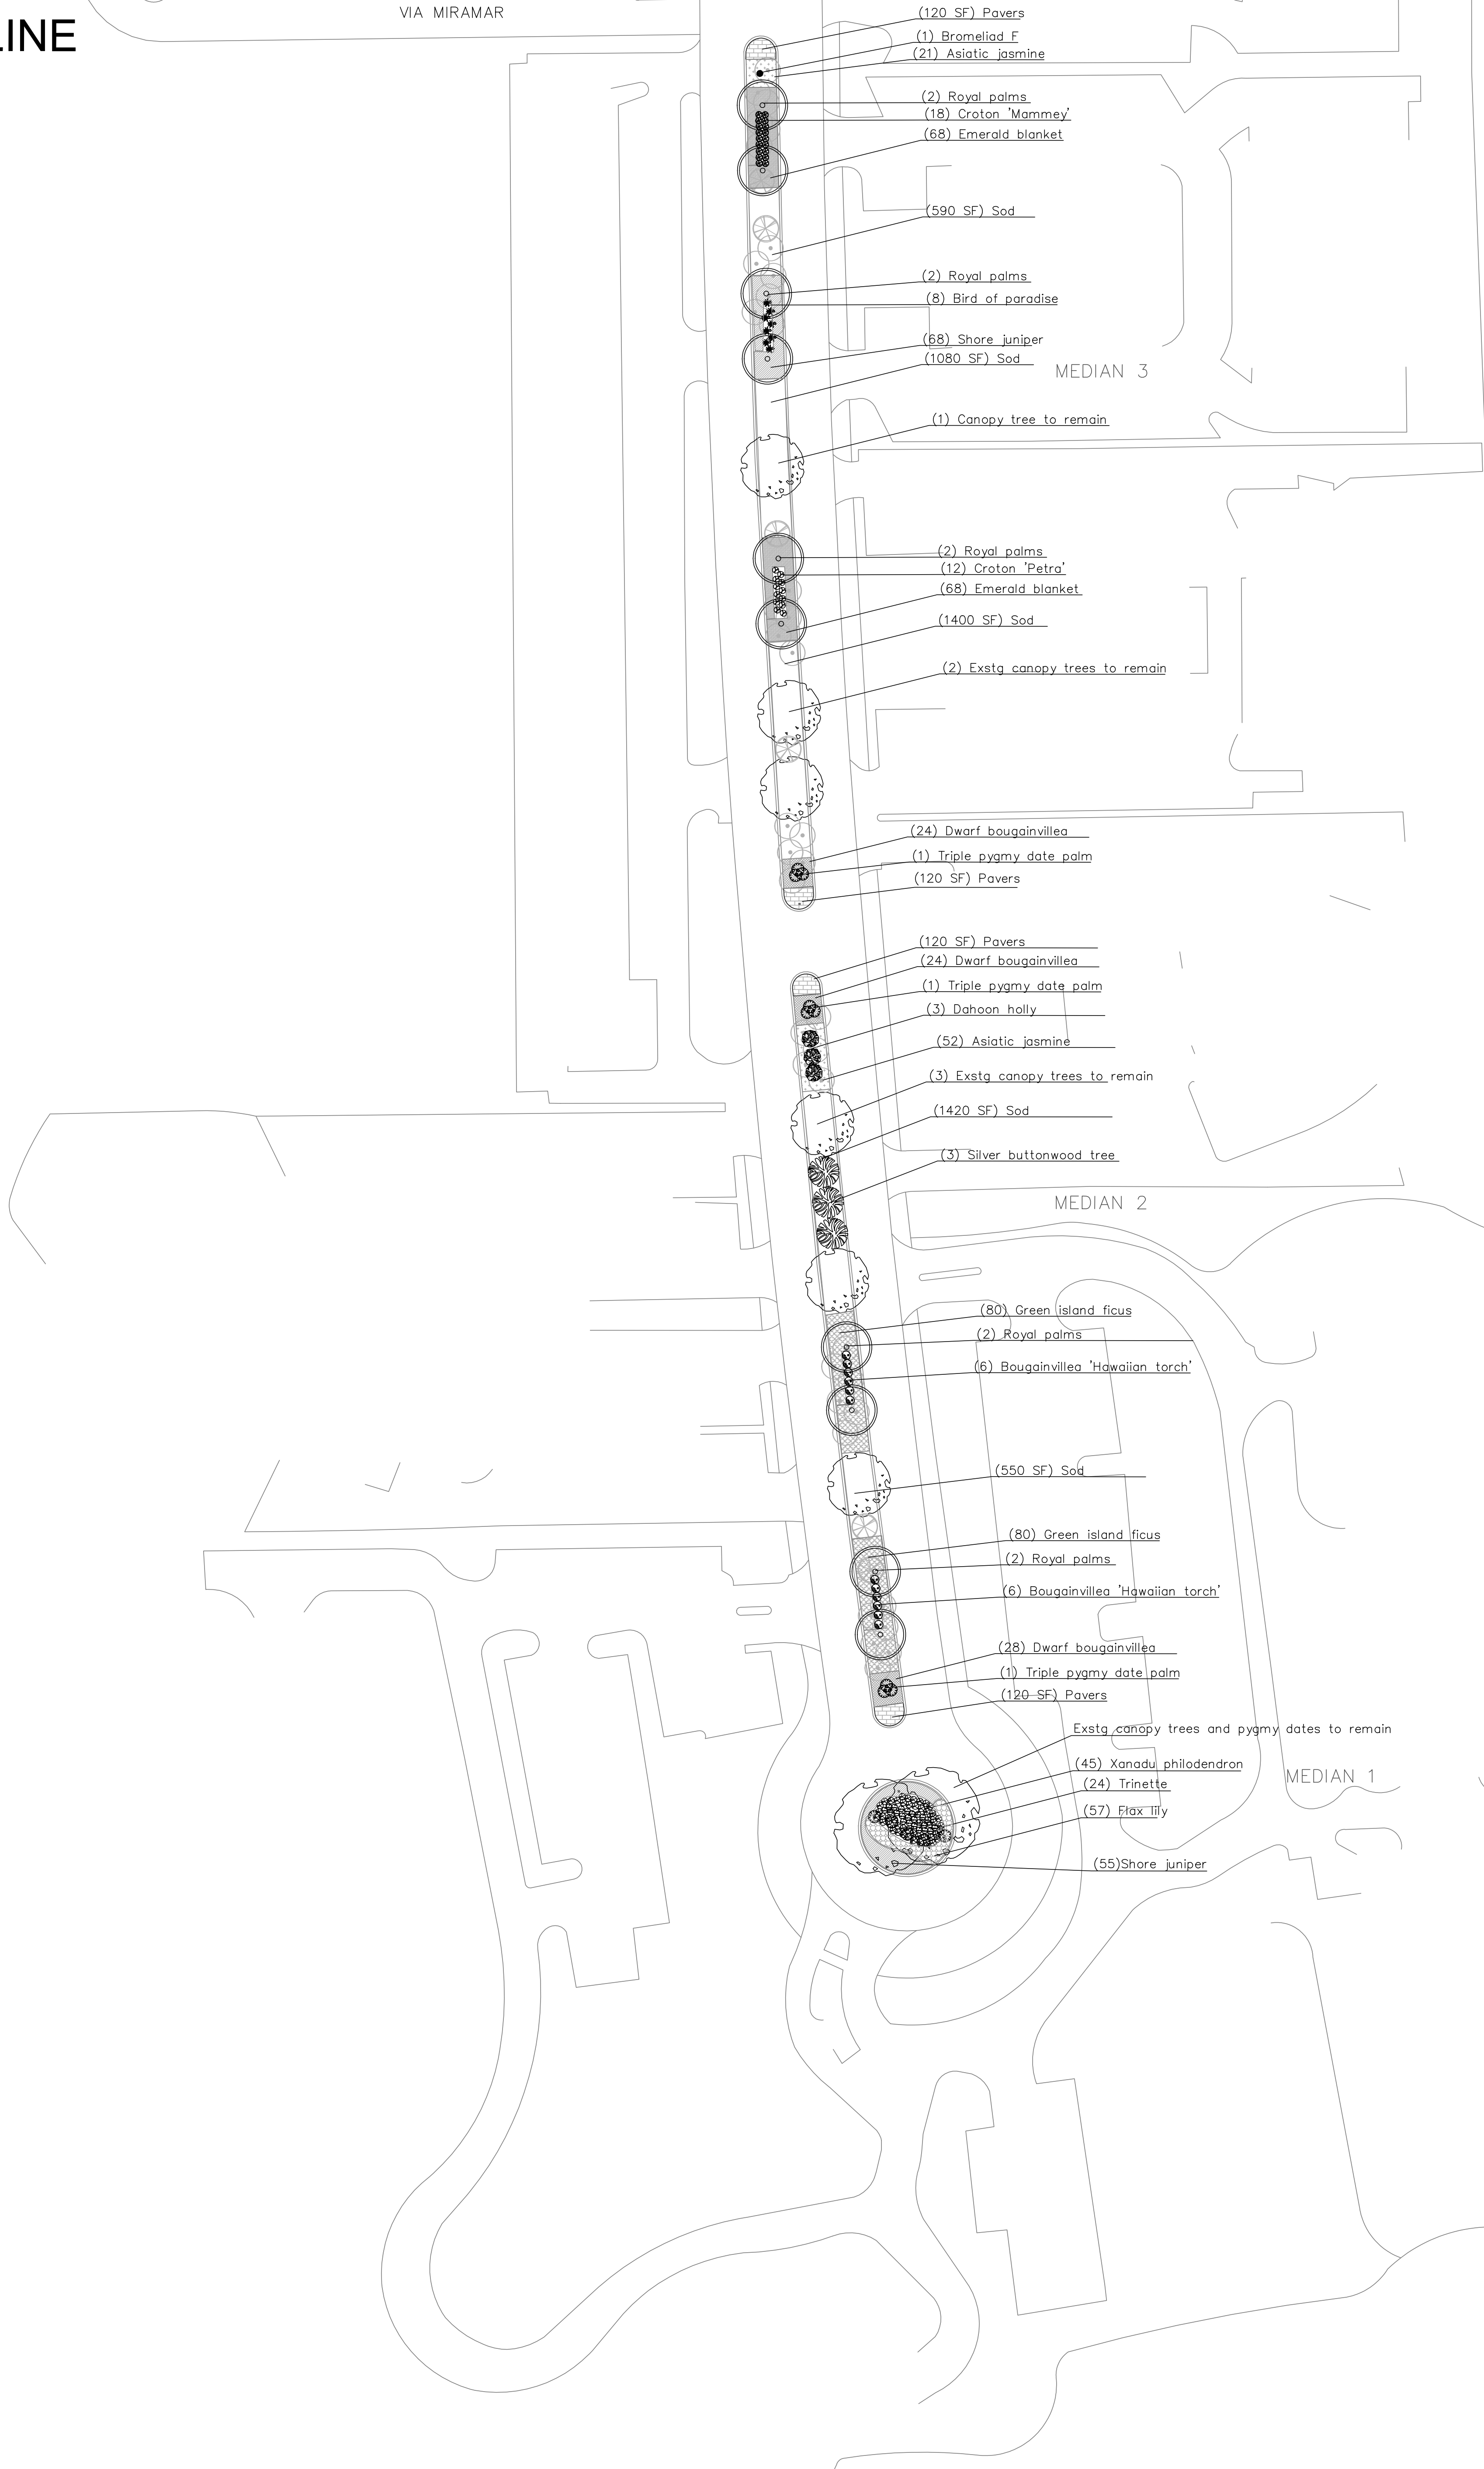 VIA MIRAMAR
LINE
(120 SF) Pavers
(1) Bromeliad F
(21) Asiatic jasmine
(2) Royal palms
(18) Croton 'Mammey'
(68) Emerald blanket
(590 SF) Sod
(2) Royal palms
(8) Bird of paradise
(68) Shore juniper
(1080 SF) Sod
MEDIAN 3
(1) Canopy tree to remain
(2) Royal palms
(12) Croton 'Petra'
(68) Emerald blanket
(1400 SF) Sod
(2) Exstg canopy trees to remain
(24) Dwarf bougainvillea
(1) Triple pygmy date palm
(120 SF) Pavers
(120 SF) Pavers
(24) Dwarf bougainvillea
(1) Triple pygmy date palm
(3) Dahoon holly
(52) Asiatic jasmine
(3) Exstg canopy trees to remain
(1420 SF) Sod
(3) Silver buttonwood tree
MEDIAN 2
(80) Green island ficus
(2) Royal palms
(6) Bougainvillea 'Hawaiian torch'
(550 SF) Sod
(80) Green island ficus
(2) Royal palms
(6) Bougainvillea 'Hawaiian torch'
(28) Dwarf bougainvillea
(1) Triple pygmy date palm
(120 SF) Pavers
Exstg canopy trees and pygmy dates to remain
(45) Xanadu philodendron
MEDIAN 1
(24) Trinette
(57) Flax lily
(55)Shore juniper